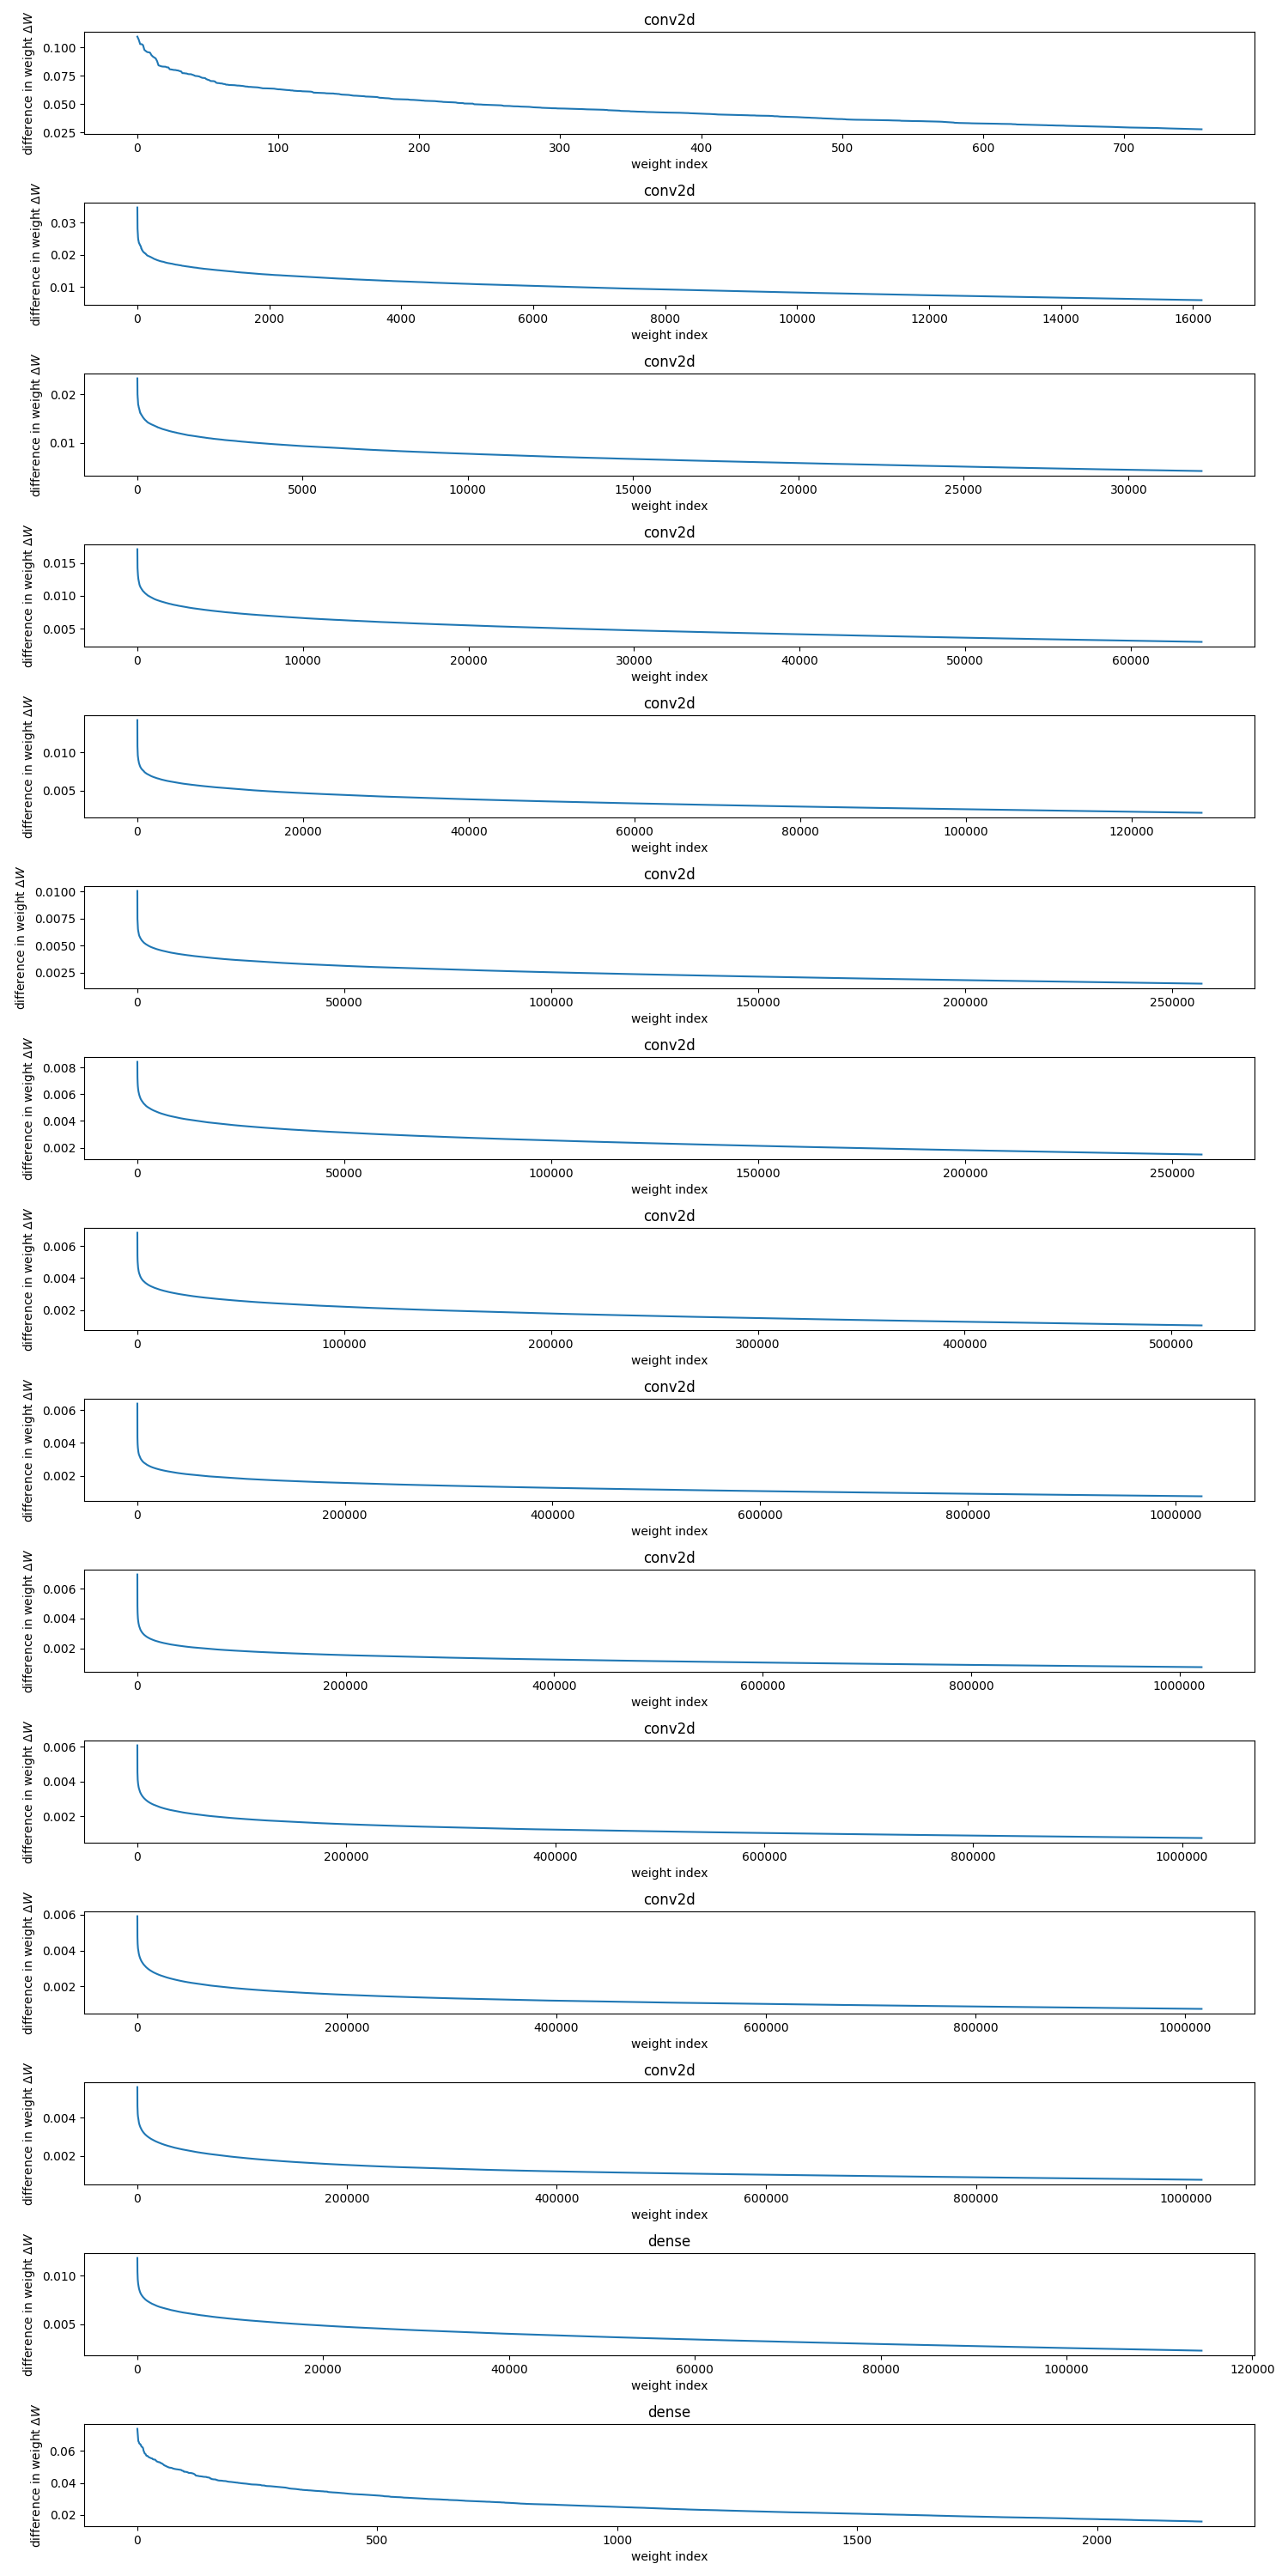 conv2d
difference in weight ΔW
0.100
0.075
0.050
0.025
0 100 200 300 400 500 600 700
weight index
conv2d
difference in weight ΔW
0.03
0.02
0.01
0 2000 4000 6000 8000 10000 12000 14000 16000
weight index
conv2d
difference in weight ΔW
0.02
0.01
0 5000 10000 15000 20000 25000 30000
weight index
conv2d
difference in weight ΔW
0.015
0.010
0.005
0 10000 20000 30000 40000 50000 60000
weight index
conv2d
difference in weight ΔW
0.010
0.005
0 20000 40000 60000 80000 100000 120000
weight index
conv2d
difference in weight ΔW
0.0100
0.0075
0.0050
0.0025
0 50000 100000 150000 200000 250000
weight index
conv2d
difference in weight ΔW
0.008
0.006
0.004
0.002
0 50000 100000 150000 200000 250000
weight index
conv2d
difference in weight ΔW
0.006
0.004
0.002
0 100000 200000 300000 400000 500000
weight index
conv2d
difference in weight ΔW
0.006
0.004
0.002
0 200000 400000 600000 800000 1000000
weight index
conv2d
difference in weight ΔW
0.006
0.004
0.002
0 200000 400000 600000 800000 1000000
weight index
conv2d
difference in weight ΔW
0.006
0.004
0.002
0 200000 400000 600000 800000 1000000
weight index
conv2d
difference in weight ΔW
0.006
0.004
0.002
0 200000 400000 600000 800000 1000000
weight index
conv2d
difference in weight ΔW
0.004
0.002
0 200000 400000 600000 800000 1000000
weight index
dense
difference in weight ΔW
0.010
0.005
0 20000 40000 60000 80000 100000 120000
weight index
dense
difference in weight ΔW
0.06
0.04
0.02
0 500 1000 1500 2000
weight index